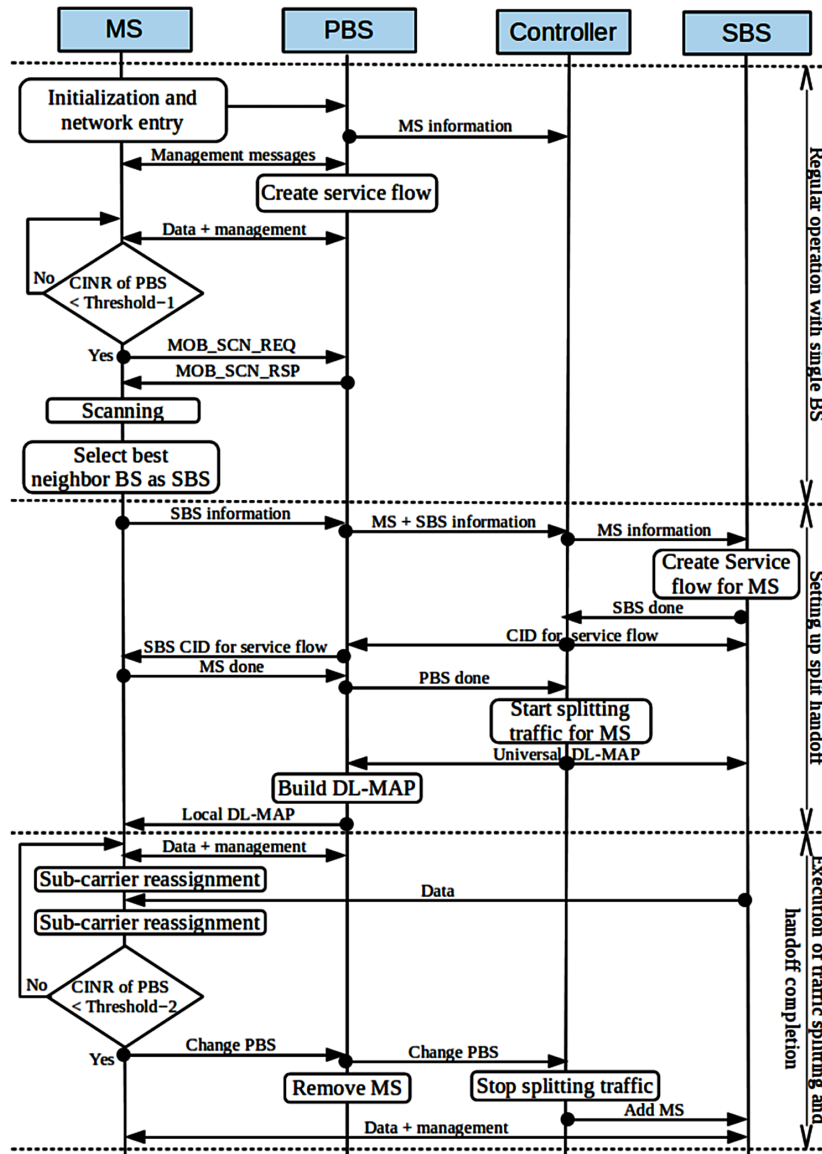 MS
PBS
Controller
SBS
Initialization and
network entry
MS information
Management messages
Create service flow
Data + management
No
CINR of PBS
< Threshold−1
Yes
MOB_SCN_REQ
MOB_SCN_RSP
Scanning
Select best
neighbor BS as SBS
Regular operation with single BS
SBS information
MS + SBS information
MS information
Create Service
flow for MS
SBS done
CID for service flow
SBS CID for service flow
MS done
PBS done
Start splitting
traffic for MS
Universal DL-MAP
Build DL-MAP
Local DL-MAP
Setting up split handoff
Data + management
Sub-carrier reassignment
Data
Sub-carrier reassignment
No
CINR of PBS
< Threshold−2
Yes
Change PBS
Change PBS
Remove MS
Stop splitting traffic
Add MS
Data + management
Execution of traffic splitting and
handoff completion